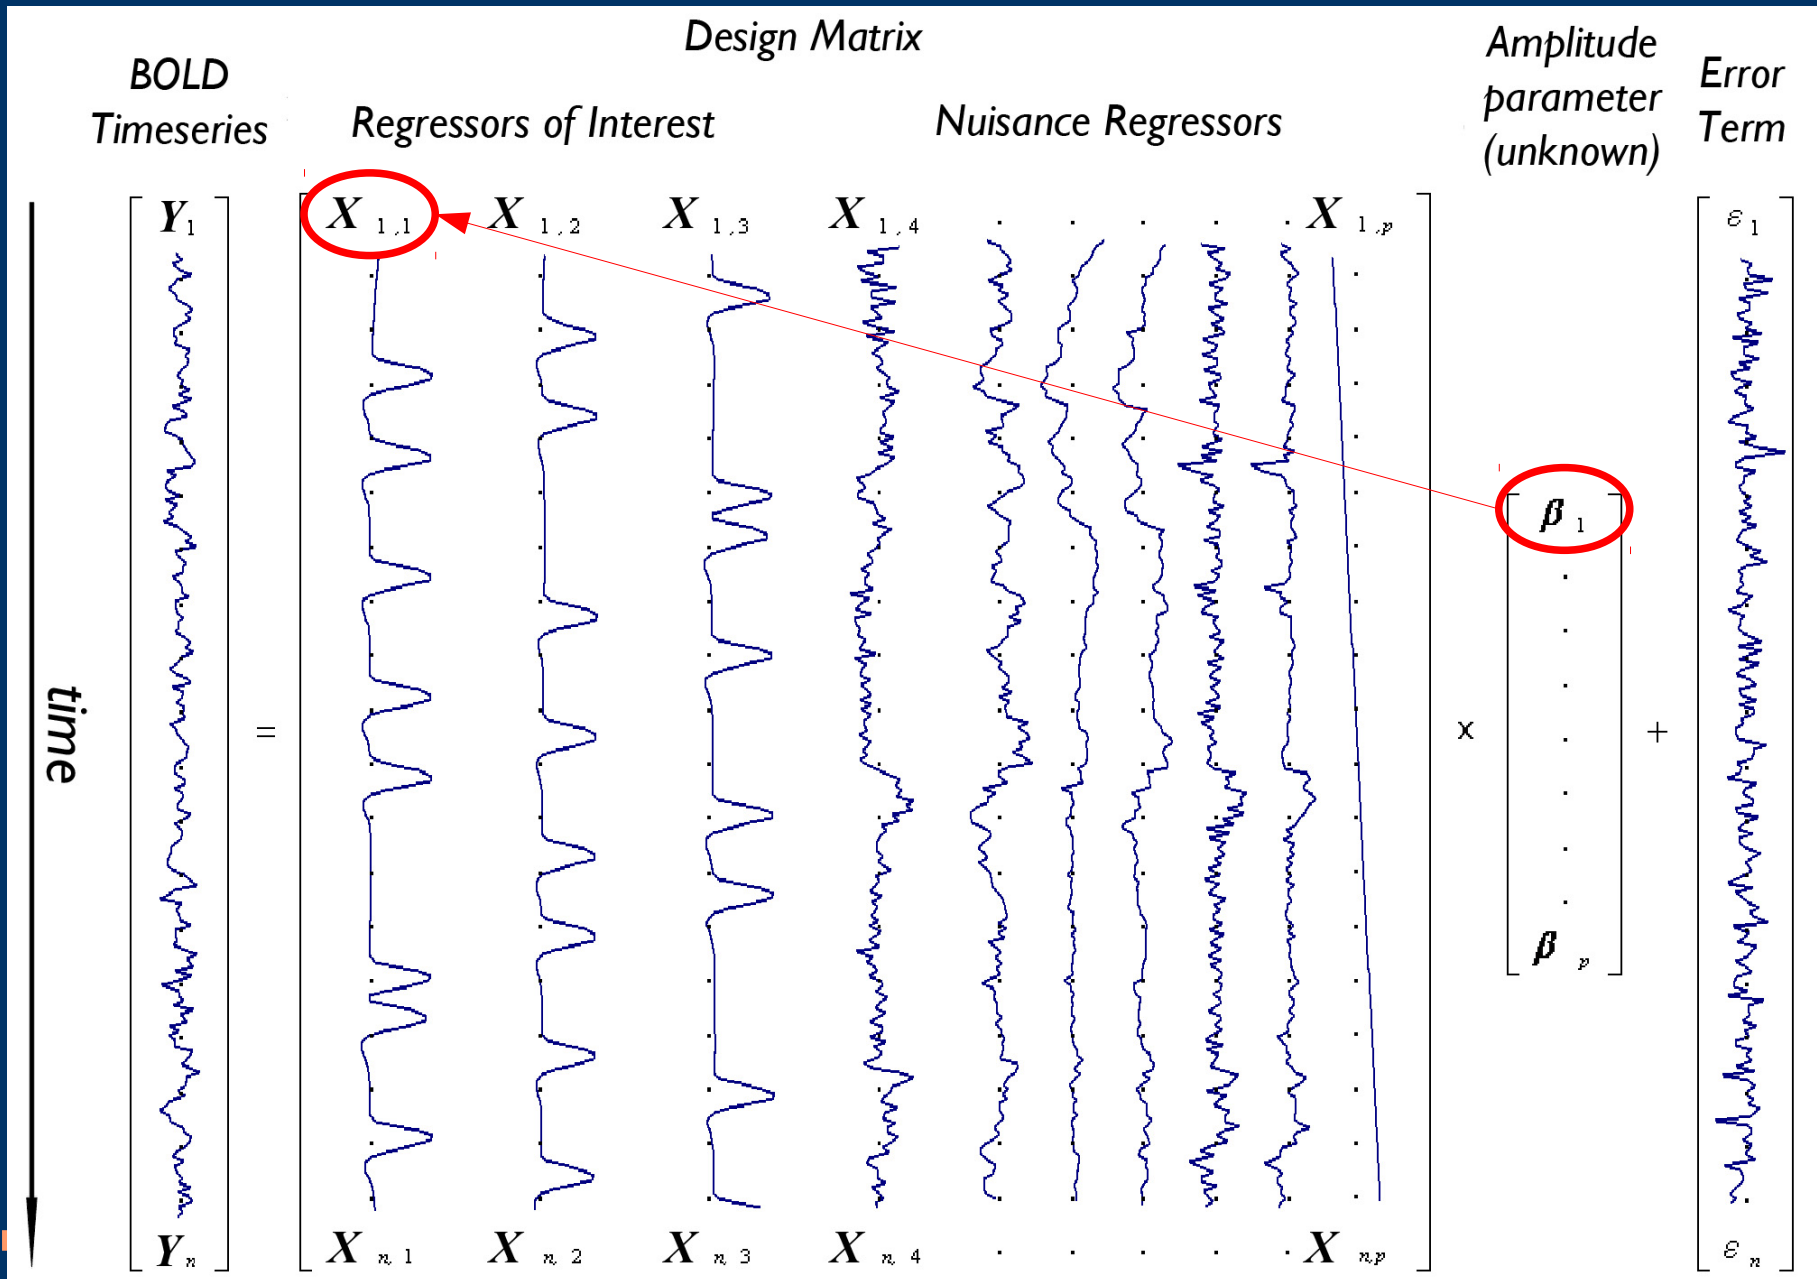 Design Matrix
BOLD
Timeseries
Regressors of Interest
Nuisance Regressors
Amplitude
parameter
(unknown)
Error
Term
Y1 X1,1 X1,2 X1,3 X1,4 . . . . . X1,p ε1
time
=
x
β1
.
.
.
.
.
.
.
βp
+
Yn Xn,1 Xn,2 Xn,3 Xn,4 . . . . . Xn,p εn